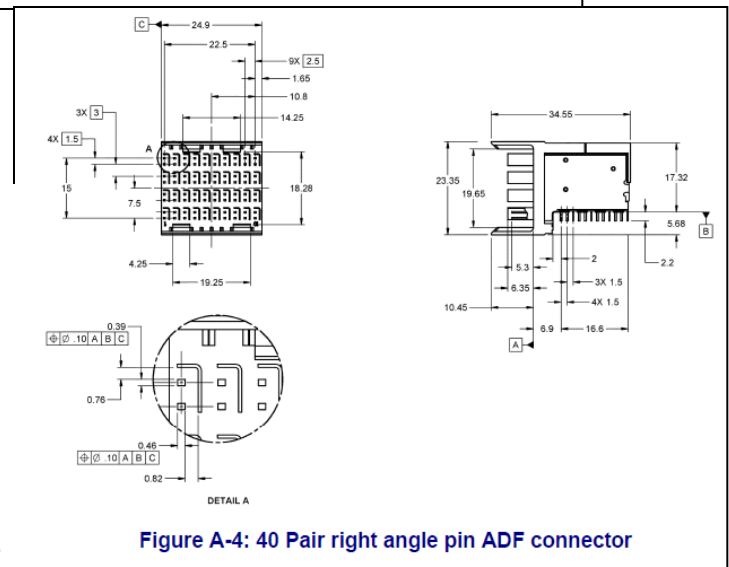 C
24.9
22.5
9X 2.5
1.65
10.8
14.25
3X 3
4X 1.5
A
15
7.5
18.28
4.25
19.25
34.55
23.35
19.65
17.32
5.68
B
2.2
2
5.3
3X 1.5
6.35
4X 1.5
10.45
6.9
16.6
A
0.39
⌖ Ø .10 A B C
0.76
0.46
⌖ Ø .10 A B C
0.82
DETAIL A
Figure A-4: 40 Pair right angle pin ADF connector